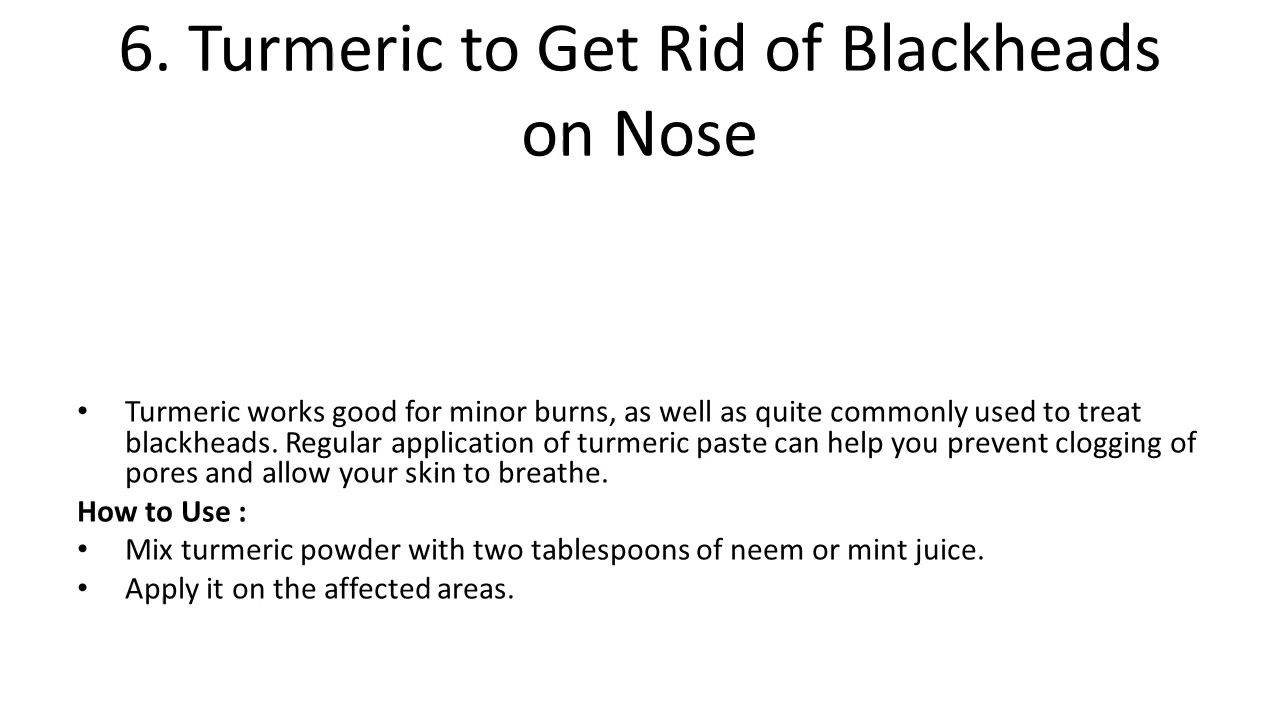 6. Turmeric to Get Rid of Blackheads
on Nose
• Turmeric works good for minor burns, as well as quite commonly used to treat
blackheads. Regular application of turmeric paste can help you prevent clogging of
pores and allow your skin to breathe.
How to Use :
• Mix turmeric powder with two tablespoons of neem or mint juice.
• Apply it on the affected areas.